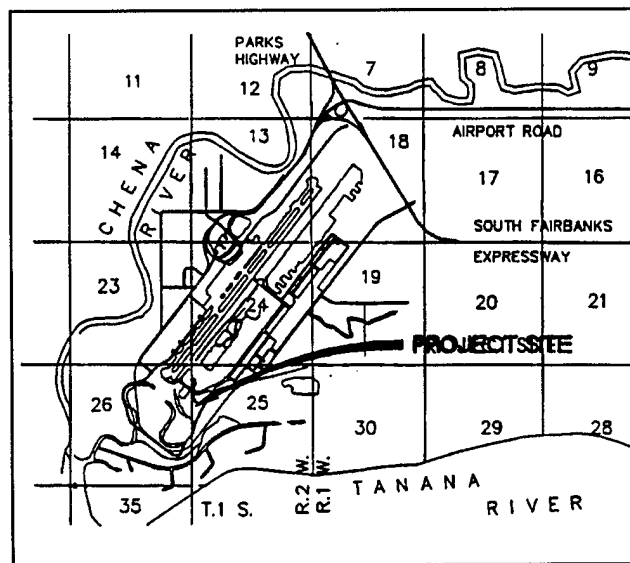 PARKS
HIGHWAY
7
8
9
11
12
13
18
AIRPORT ROAD
14
CHENA
RIVER
17
16
SOUTH FAIRBANKS
EXPRESSWAY
23
24
19
20
21
PROJECT SITE
26
25
30
29
28
R.2 W.
R.1 W.
TANANA
RIVER
35
T.1 S.